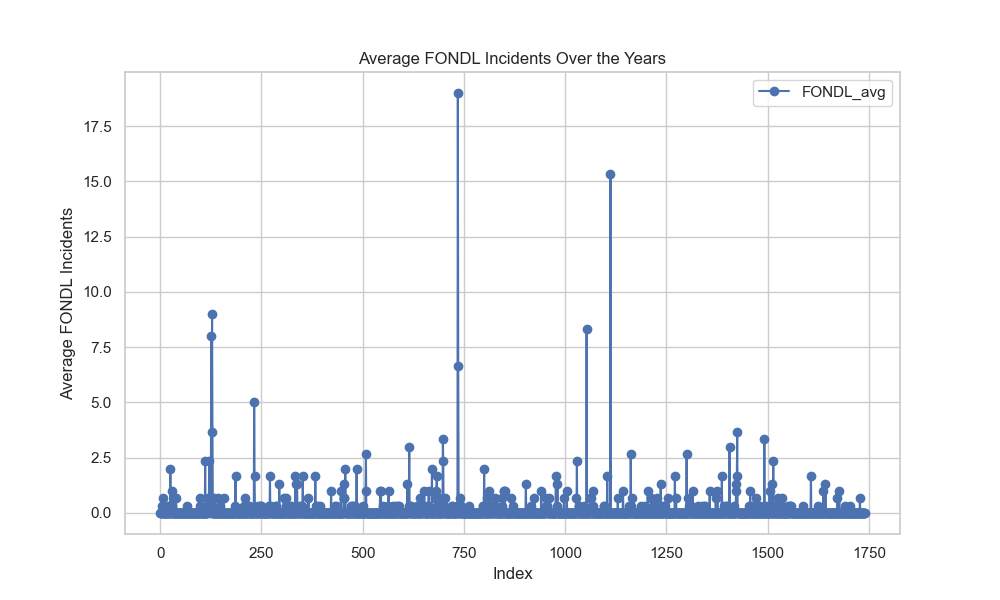 Average FONDL Incidents Over the Years
FONDL_avg
Average FONDL Incidents
17.5
15.0
12.5
10.0
7.5
5.0
2.5
0.0
0 250 500 750 1000 1250 1500 1750
Index